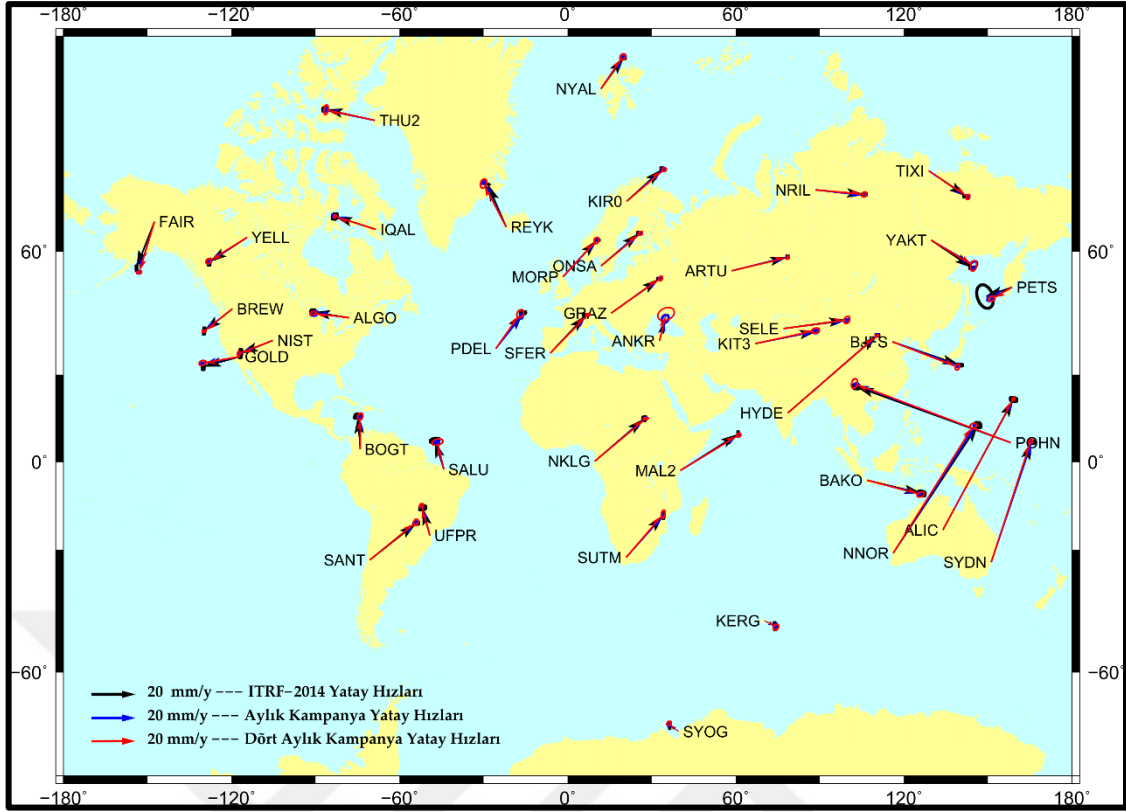 −180˚ −120˚ −60˚ 0˚ 60˚ 120˚ 180˚
NYAL
THU2
KIR0
NRIL
TIXI
FAIR
YELL
IQAL
REYK
60˚ 60˚
MORP
ONSA
ARTU
YAKT
PETS
BREW
NIST
GOLD
ALGO
PDEL
SFER
GRAZ
ANKR
SELE
KIT3
BJFS
HYDE
BOGT
SALU
NKLG
MAL2
POHN
0˚ 0˚
BAKO
UFPR
SANT
SUTM
ALIC
NNOR
SYDN
KERG
−60˚ −60˚
20 mm/y −−− ITRF−2014 Yatay Hızları
20 mm/y −−− Aylık Kampanya Yatay Hızları
20 mm/y −−− Dört Aylık Kampanya Yatay Hızları
SYOG
−180˚ −120˚ −60˚ 0˚ 60˚ 120˚ 180˚